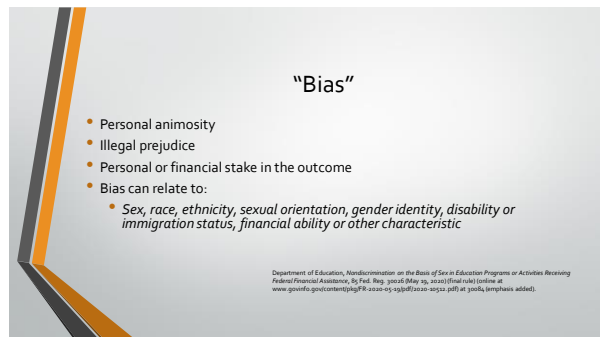 “Bias”
• Personal animosity
• Illegal prejudice
• Personal or financial stake in the outcome
• Bias can relate to:
• Sex, race, ethnicity, sexual orientation, gender identity, disability or
immigration status, financial ability or other characteristic
Department of Education, Nondiscrimination on the Basis of Sex in Education Programs or Activities Receiving
Federal Financial Assistance, 85 Fed. Reg. 30026 (May 19, 2020) (final rule) (online at
www.govinfo.gov/content/pkg/FR-2020-05-19/pdf/2020-10512.pdf) at 30084 (emphasis added).